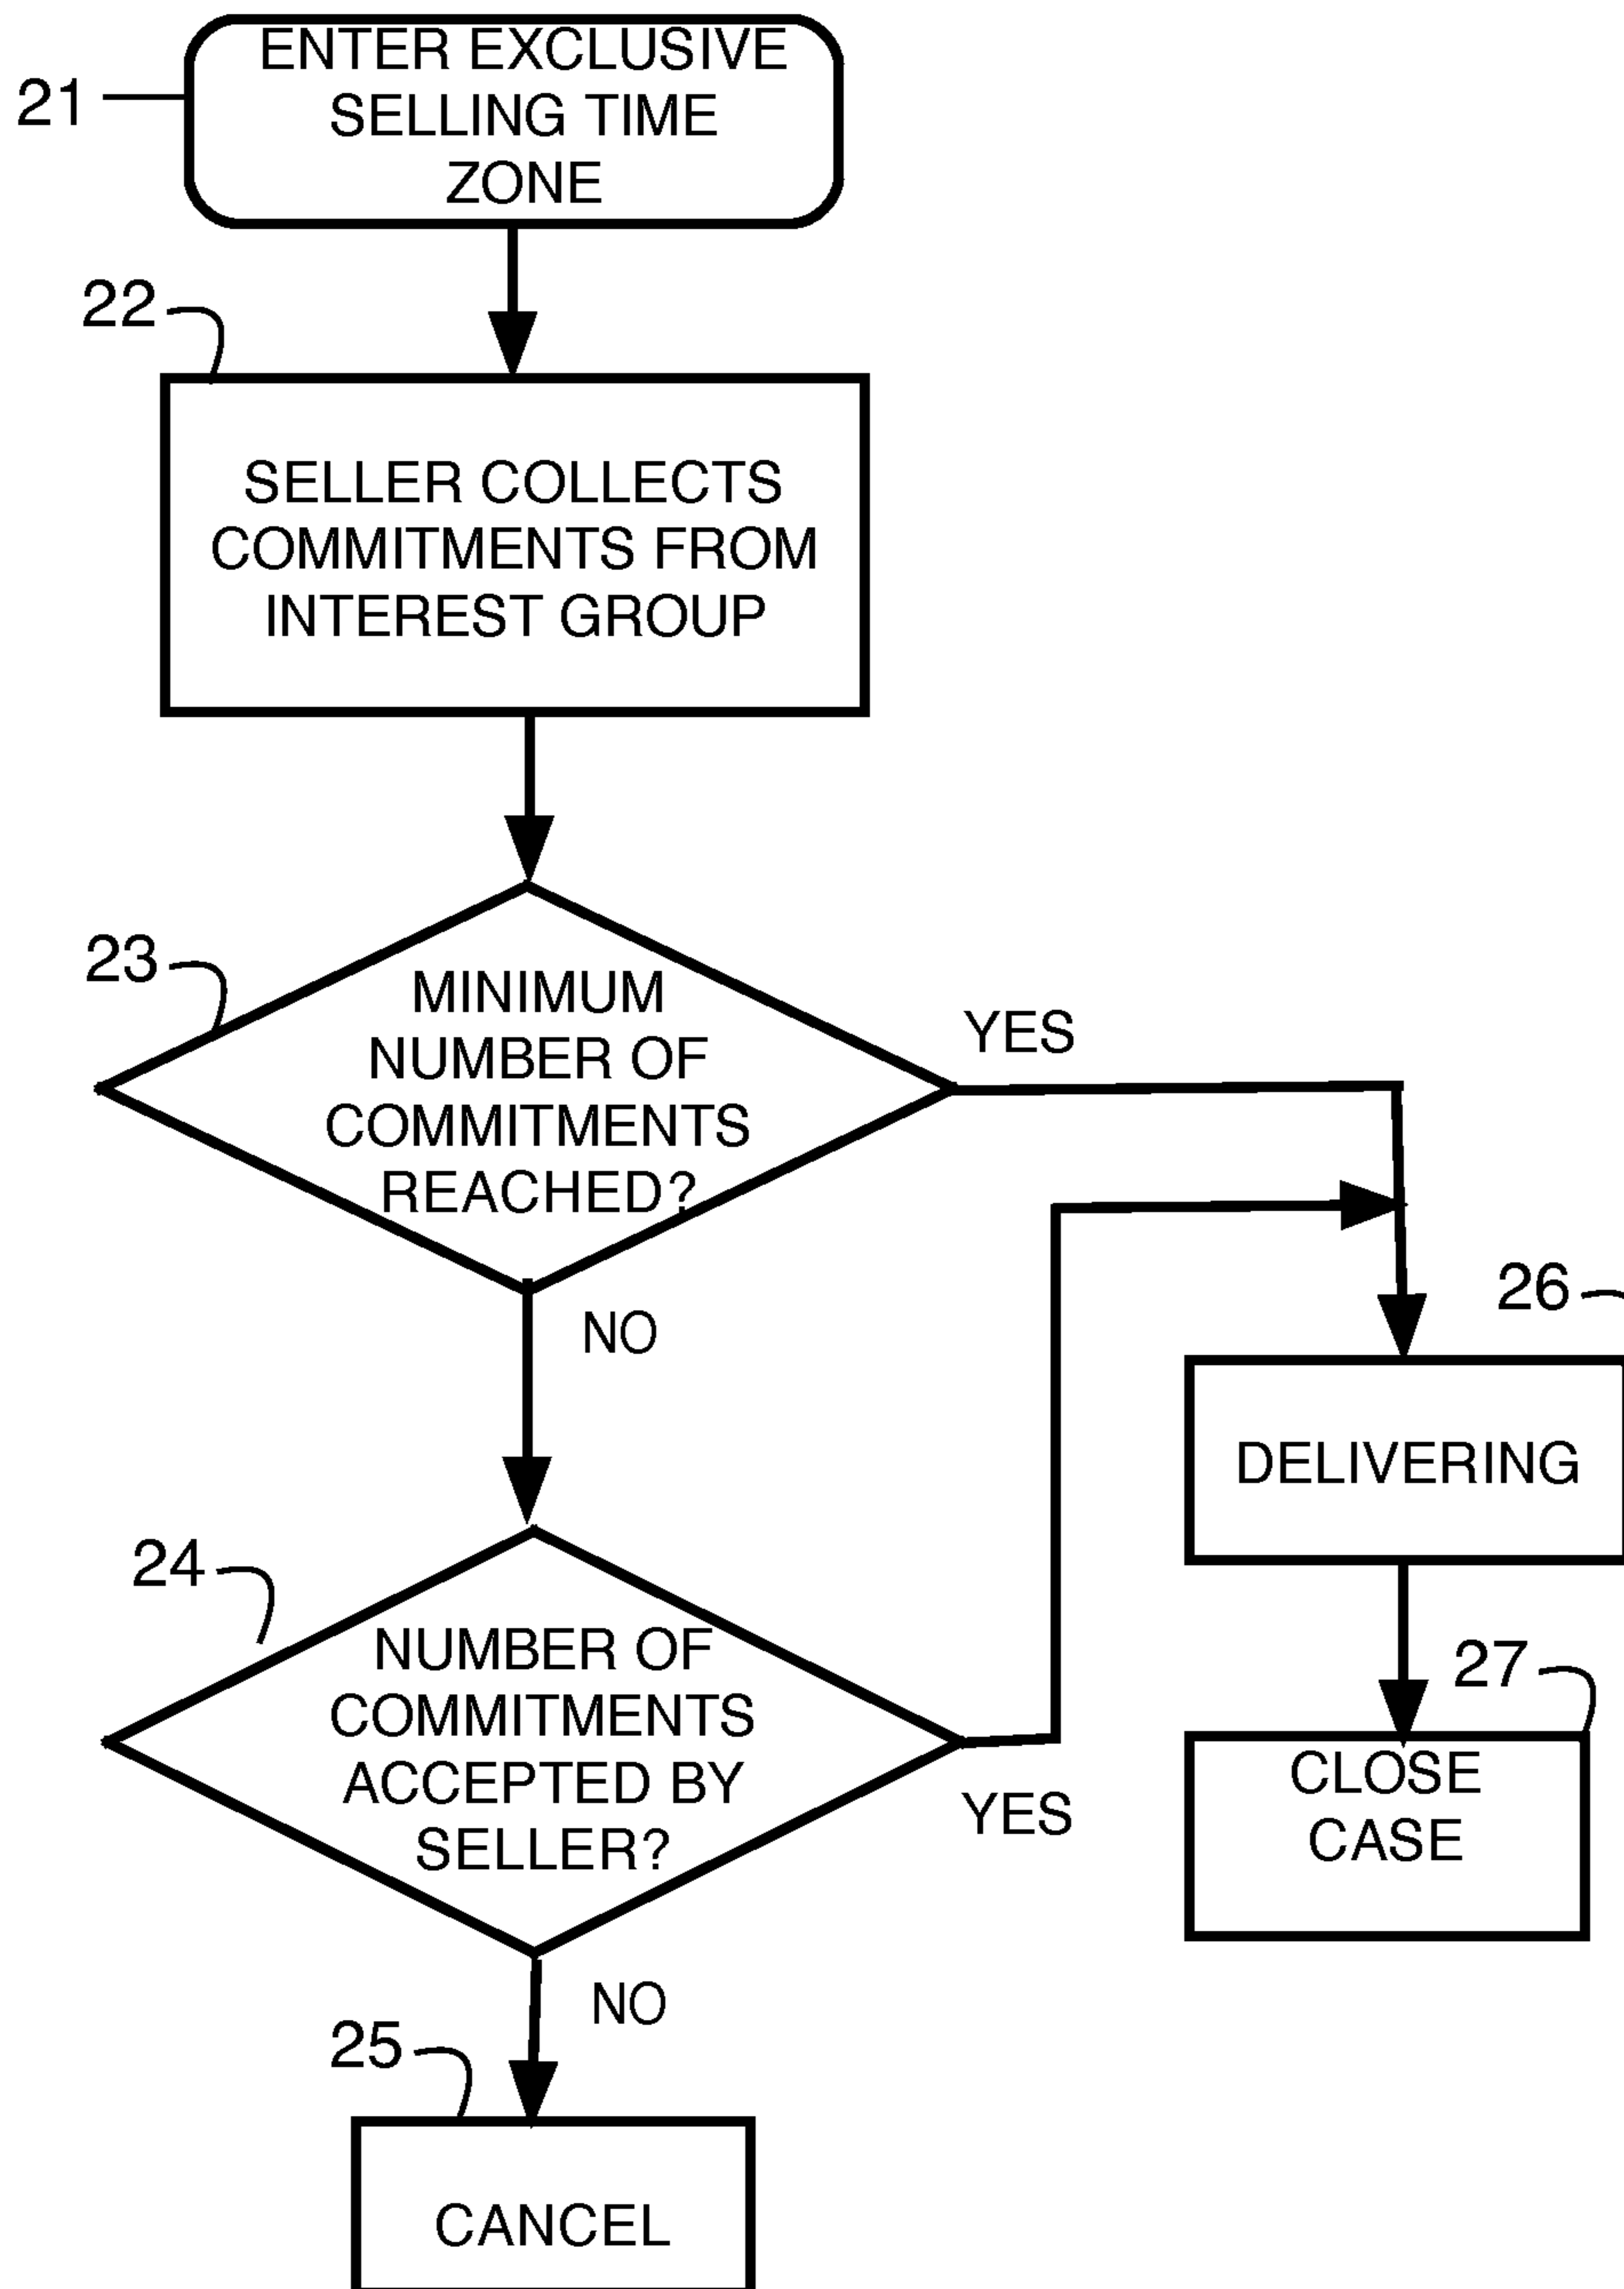 ENTER EXCLUSIVE
SELLING TIME
ZONE
21
22
SELLER COLLECTS
COMMITMENTS FROM
INTEREST GROUP
23
MINIMUM
NUMBER OF
COMMITMENTS
REACHED?
YES
NO
26
DELIVERING
24
NUMBER OF
COMMITMENTS
ACCEPTED BY
SELLER?
YES
27
CLOSE
CASE
NO
25
CANCEL